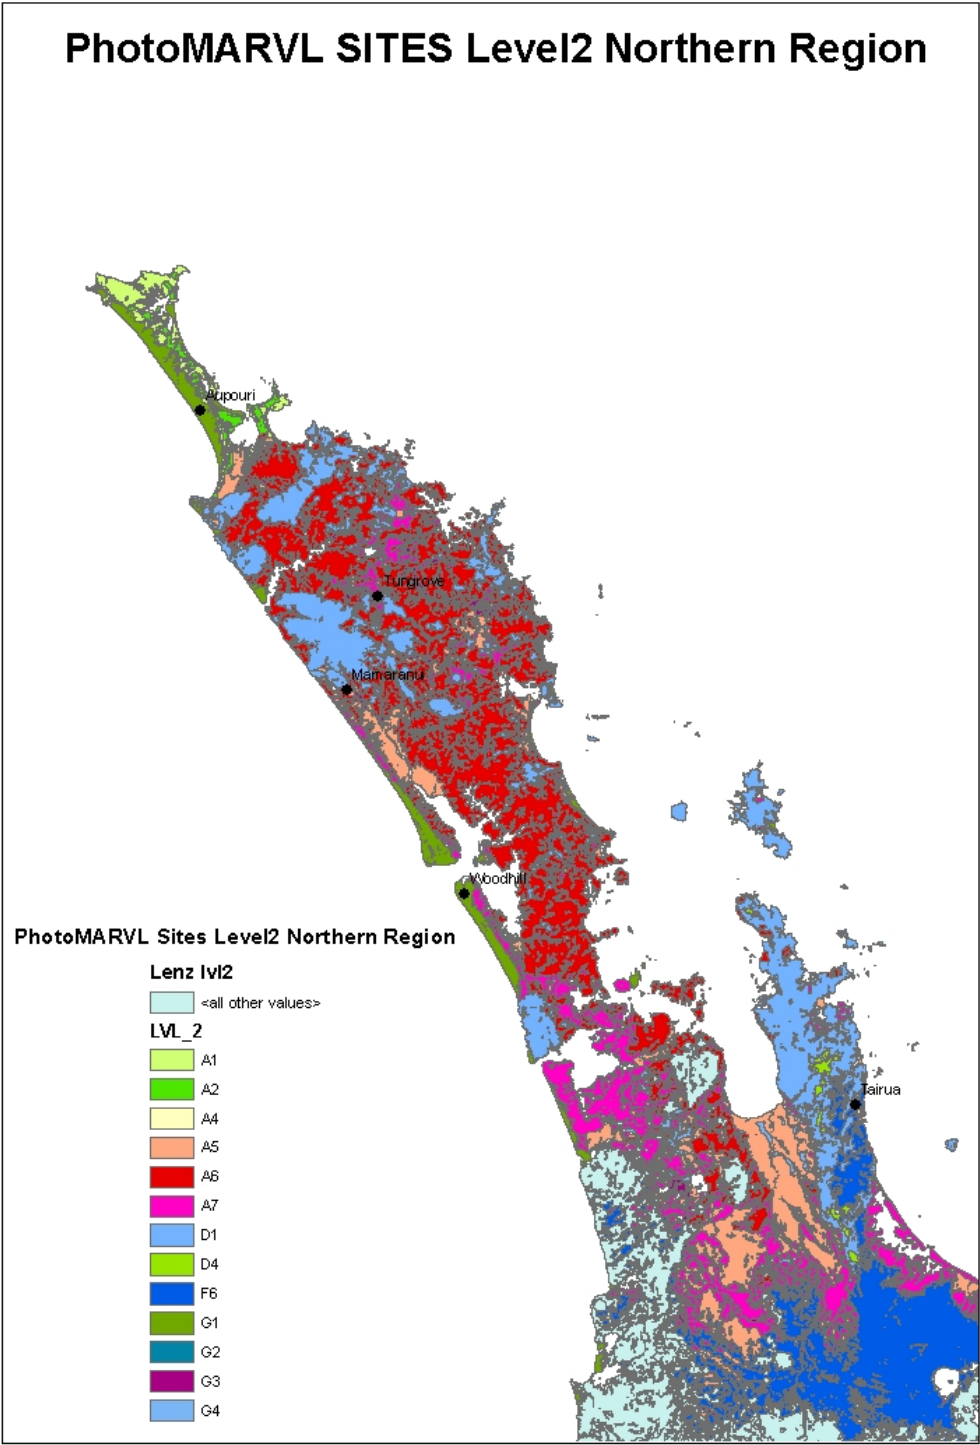 PhotoMARVL SITES Level2 Northern Region
Aupouri
Tungrove
Mamaranu
Woodhill
Tairua
PhotoMARVL Sites Level2 Northern Region
Lenz lvl2
<all other values>
LVL_2
A1
A2
A4
A5
A6
A7
D1
D4
F6
G1
G2
G3
G4